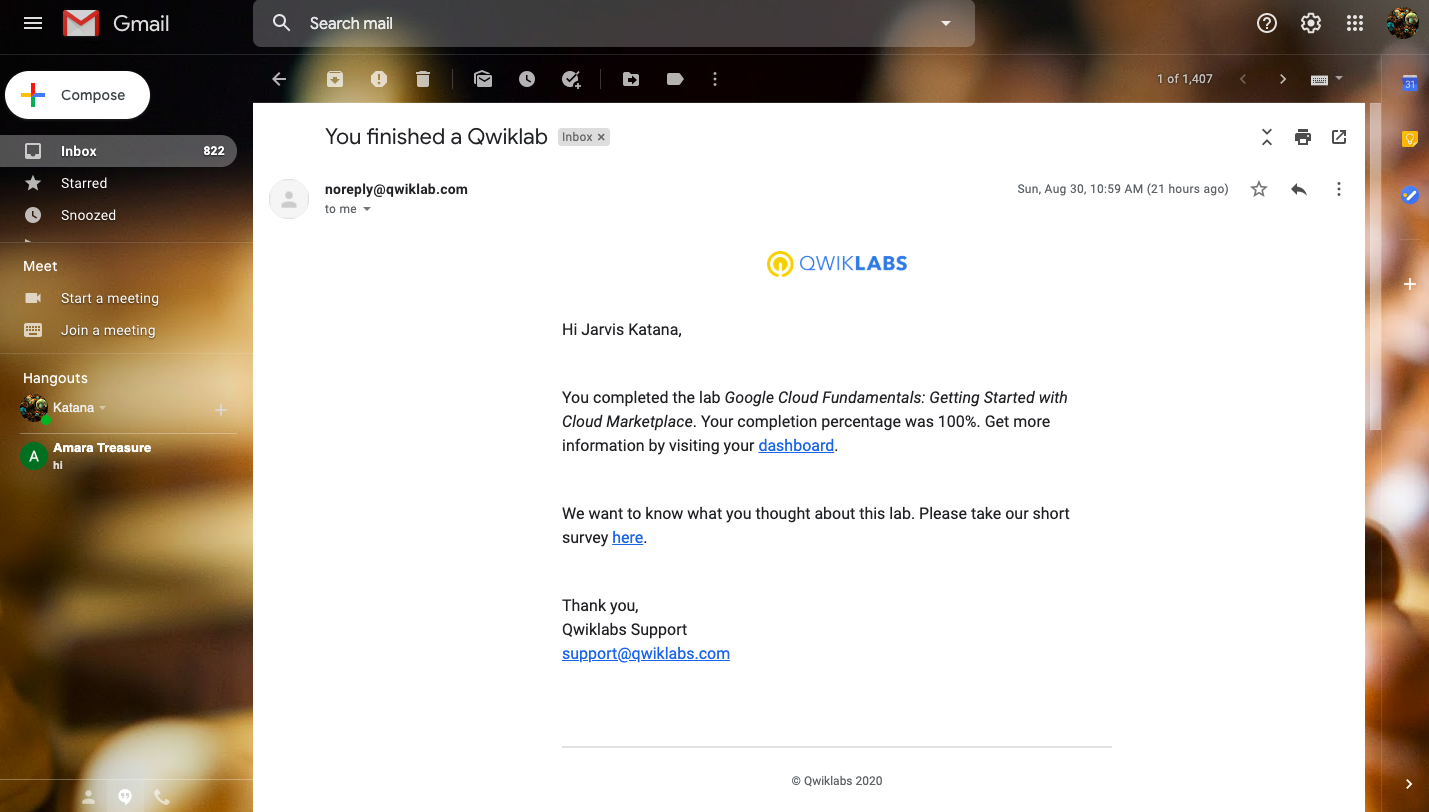 Gmail
Search mail
Compose
1 of 1,407
31
Inbox 822
Starred
Snoozed
Meet
Start a meeting
Join a meeting
Hangouts
Katana
A
Amara Treasure
hi
You finished a Qwiklab Inbox ×
noreply@qwiklab.com
to me
Sun, Aug 30, 10:59 AM (21 hours ago)
QWIKLABS
Hi Jarvis Katana,
You completed the lab Google Cloud Fundamentals: Getting Started with
Cloud Marketplace. Your completion percentage was 100%. Get more
information by visiting your dashboard.
We want to know what you thought about this lab. Please take our short
survey here.
Thank you,
Qwiklabs Support
support@qwiklabs.com
© Qwiklabs 2020